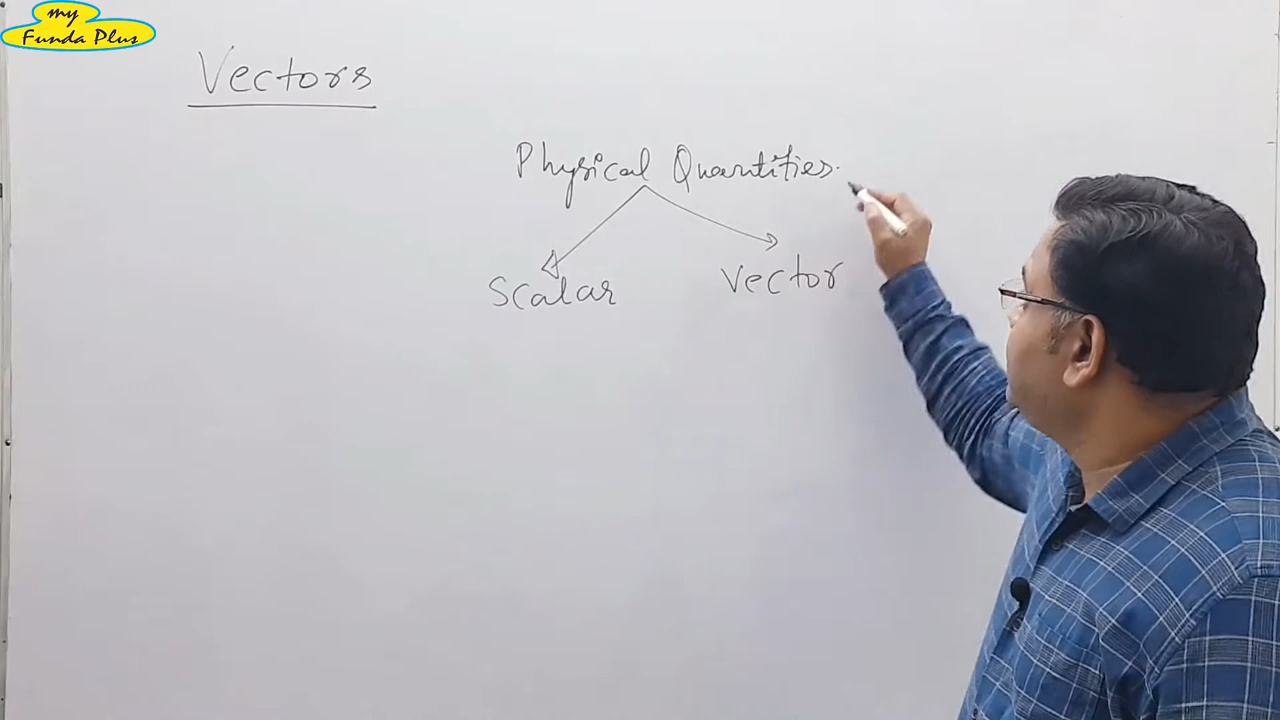 my
Funda Plus
Vectors
Physical Quantities.
Scalar
Vector